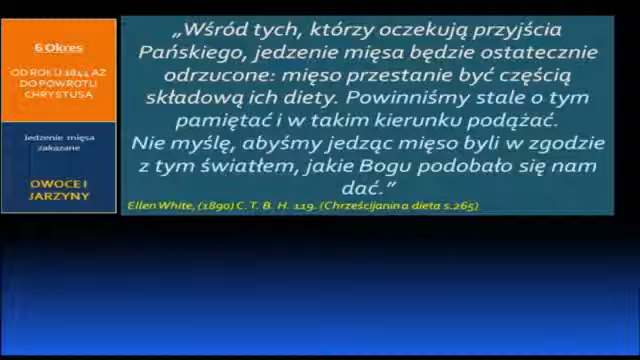 6 Okres
OD ROKU 1844 AŻ
DO POWROTU
CHRYSTUSA
Jedzenie mięsa
zakazane
OWOCE I
JARZYNY
„Wśród tych, którzy oczekują przyjścia
Pańskiego, jedzenie mięsa będzie ostatecznie
odrzucone: mięso przestanie być częścią
składową ich diety. Powinniśmy stale o tym
pamiętać i w takim kierunku podążać.
Nie myślę, abyśmy jedząc mięso byli w zgodzie
z tym światłem, jakie Bogu podobało się nam
dać.”
Ellen White, (1890) C. T. B. H. 119. (Chrześcijanin a dieta s.265)